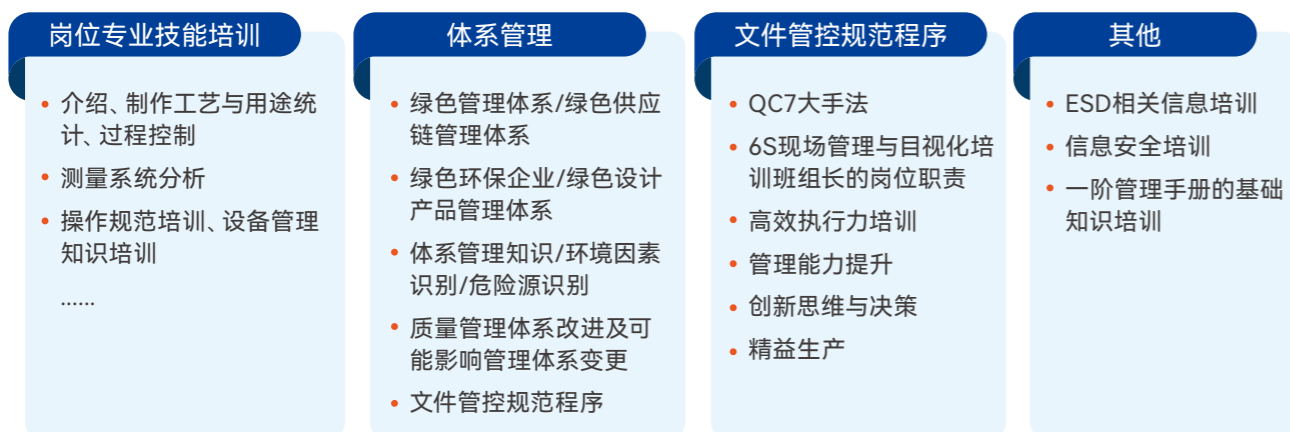 岗位专业技能培训
• 介绍、制作工艺与用途统
计、过程控制
• 测量系统分析
• 操作规范培训、设备管理
知识培训
......
体系管理
• 绿色管理体系/绿色供应
链管理体系
• 绿色环保企业/绿色设计
产品管理体系
• 体系管理知识/环境因素
识别/危险源识别
• 质量管理体系改进及可
能影响管理体系变更
• 文件管控规范程序
文件管控规范程序
• QC7大手法
• 6S现场管理与目视化培
训班组长的岗位职责
• 高效执行力培训
• 管理能力提升
• 创新思维与决策
• 精益生产
其他
• ESD相关信息培训
• 信息安全培训
• 一阶管理手册的基础
知识培训